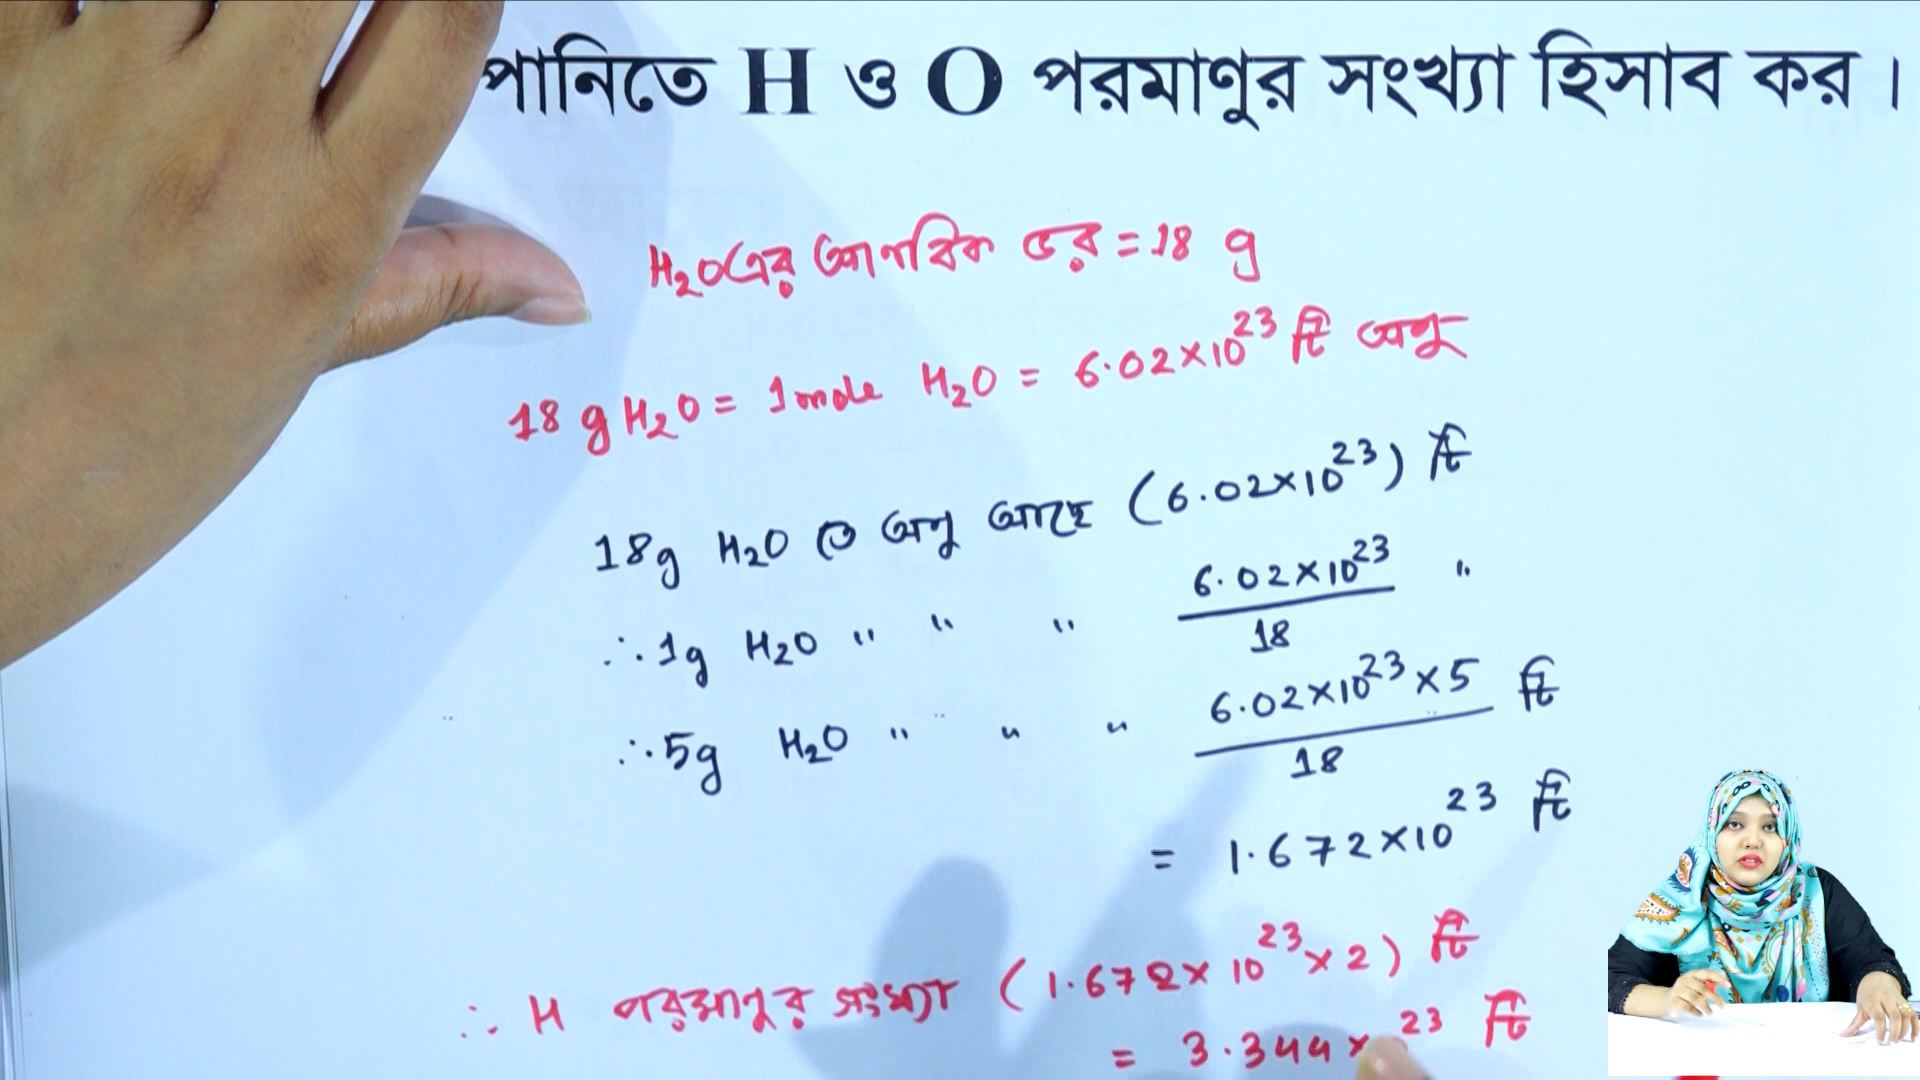 পানিতে H ও O পরমাণুর সংখ্যা হিসাব কর ।
H₂O এর আণবিক ভর = 18 g
18 g H₂O = 1 mole H₂O = 6.02×10²³ টি অণু
18g H₂O তে অণু আছে (6.02×10²³) টি
∴ 1g H₂O " " " 6.02×10²³/18 "
∴ 5g H₂O " " " 6.02×10²³×5/18 টি
= 1.672×10²³ টি
∴ H পরমাণুর সংখ্যা (1.672×10²³×2) টি
= 3.344× ²³ টি